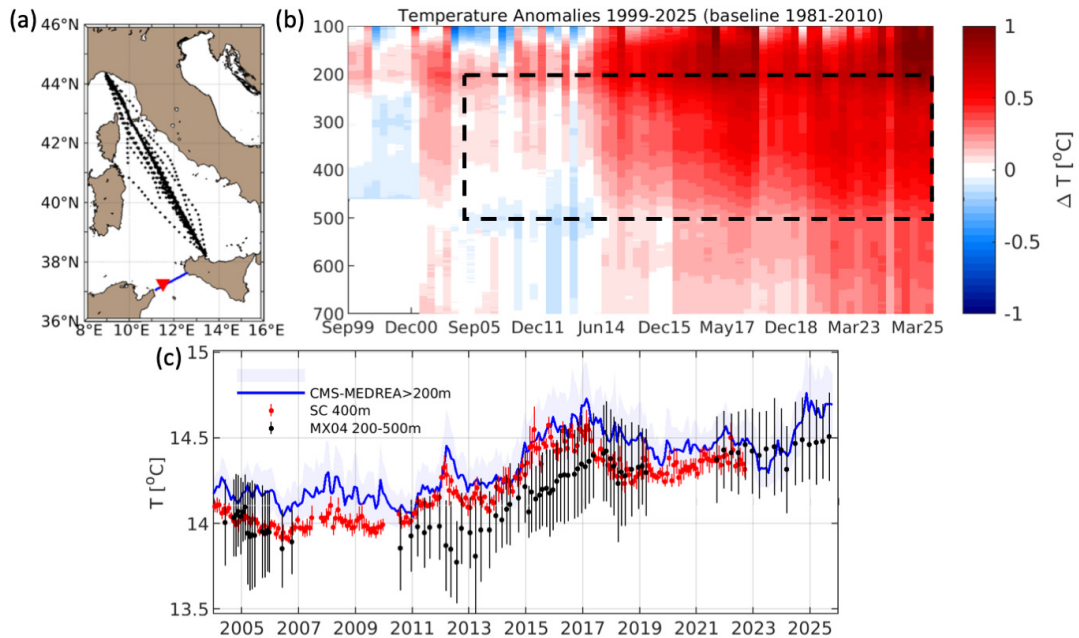 (a)
46°N
44°N
42°N
40°N
38°N
36°N
8°E 10°E 12°E 14°E 16°E
(b)
Temperature Anomalies 1999-2025 (baseline 1981-2010)
100
200
300
400
500
600
700
Sep99 Dec00 Sep05 Dec11 Jun14 Dec15 May17 Dec18 Mar23 Mar25
1
0.5
0
-0.5
-1
Δ T [°C]
(c)
15
14.5
14
13.5
T [°C]
CMS-MEDREA>200m
SC 400m
MX04 200-500m
2005 2007 2009 2011 2013 2015 2017 2019 2021 2023 2025